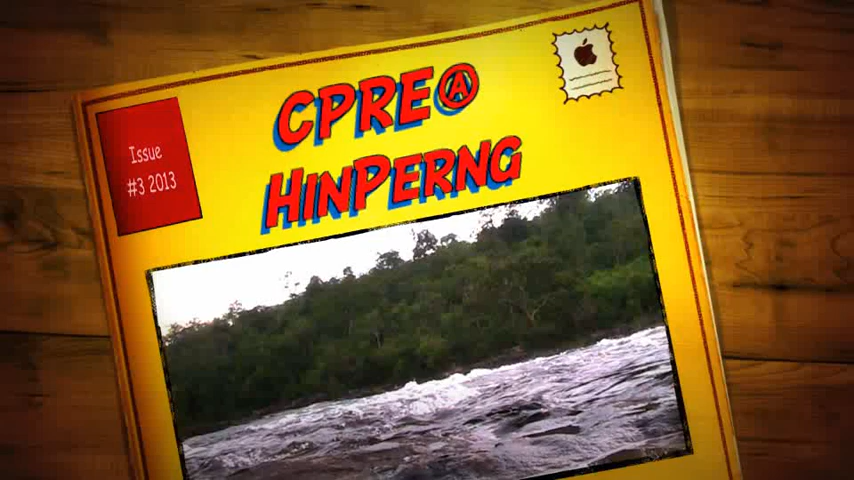 Issue
#3 2013
CPRE@
HINPERNG